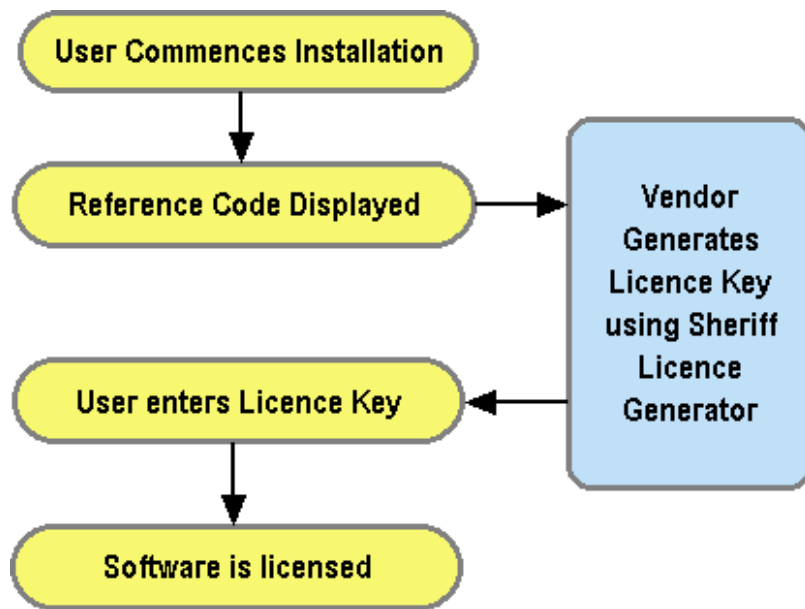 User Commences Installation
Reference Code Displayed
Vendor
Generates
Licence Key
using Sheriff
Licence
Generator
User enters Licence Key
Software is licensed